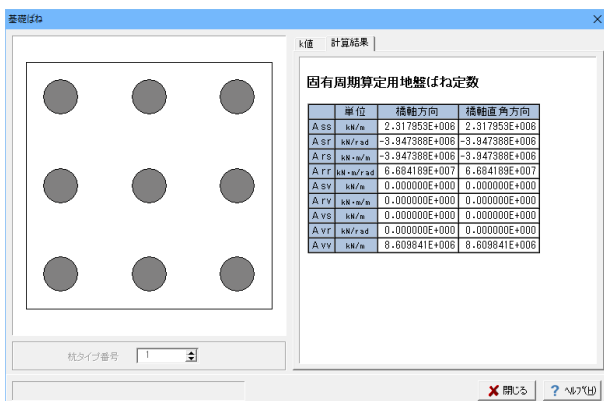 基礎ばね
k値 計算結果
固有周期算定用地盤ばね定数
単位 橋軸方向 橋軸直角方向
Ass kN/m 2.317953E+006 2.317953E+006
Asr kN/rad -3.947388E+006 -3.947388E+006
Ars kN・m/m -3.947388E+006 -3.947388E+006
Arr kN・m/rad 6.684189E+007 6.684189E+007
Asv kN/m 0.000000E+000 0.000000E+000
Arv kN・m/m 0.000000E+000 0.000000E+000
Avs kN/m 0.000000E+000 0.000000E+000
Avr kN/rad 0.000000E+000 0.000000E+000
Avv kN/m 8.609841E+006 8.609841E+006
杭タイプ番号 1
閉じる ? ヘルプ(H)